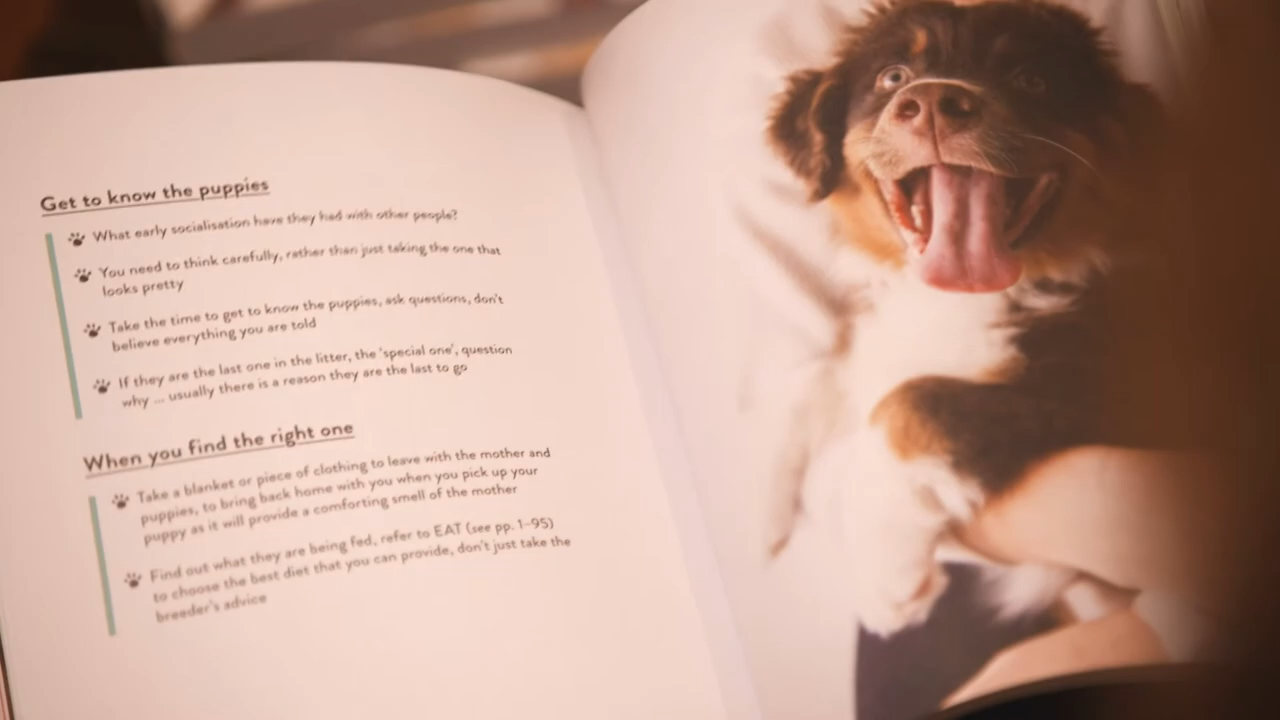 Get to know the puppies
What early socialisation have they had with other people?
You need to think carefully, rather than just taking the one that
looks pretty
Take the time to get to know the puppies, ask questions, don't
believe everything you are told
If they are the last one in the litter, the 'special one', question
why ... usually there is a reason they are the last to go
When you find the right one
Take a blanket or piece of clothing to leave with the mother and
puppies, to bring back home with you when you pick up your
puppy as it will provide a comforting smell of the mother
Find out what they are being fed, refer to EAT (see pp. 1–95)
to choose the best diet that you can provide, don't just take the
breeder's advice